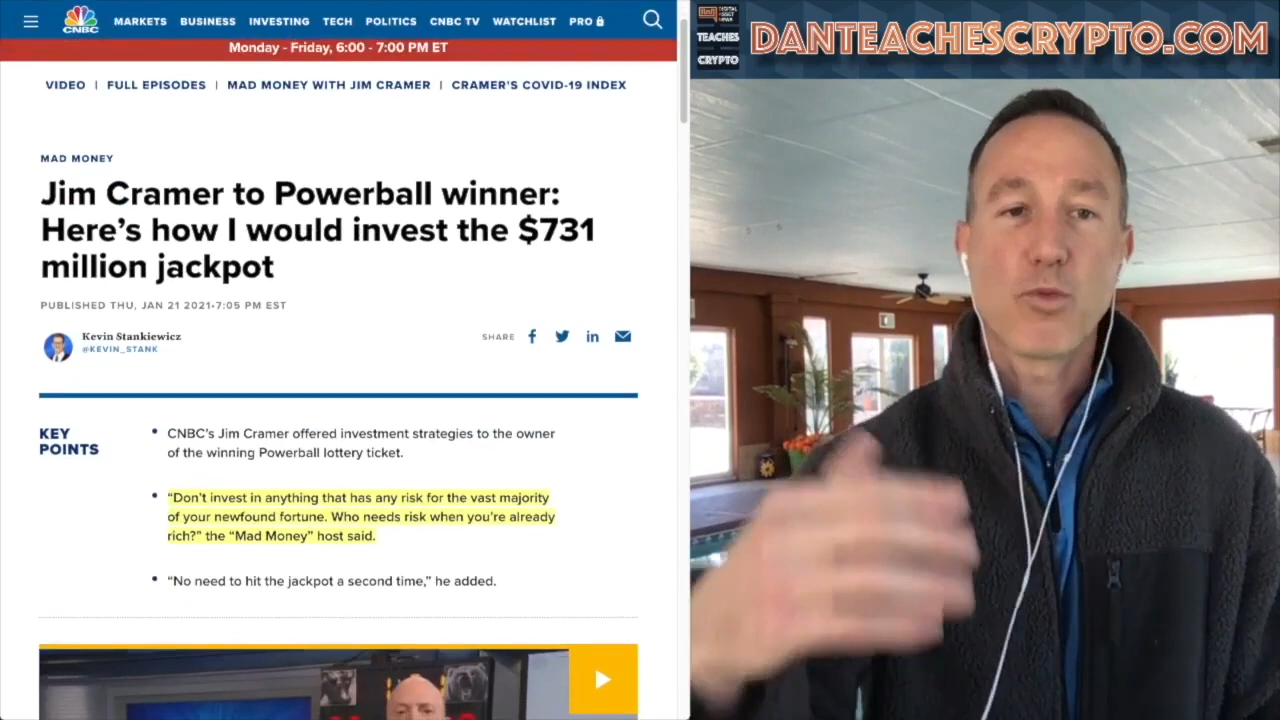 CNBC
MARKETS BUSINESS INVESTING TECH POLITICS CNBC TV WATCHLIST PRO
Monday - Friday, 6:00 - 7:00 PM ET
VIDEO | FULL EPISODES | MAD MONEY WITH JIM CRAMER | CRAMER'S COVID-19 INDEX
MAD MONEY
Jim Cramer to Powerball winner:
Here's how I would invest the $731
million jackpot
PUBLISHED THU, JAN 21 2021•7:05 PM EST
Kevin Stankiewicz
@KEVIN_STANK
SHARE
KEY
POINTS
• CNBC's Jim Cramer offered investment strategies to the owner
of the winning Powerball lottery ticket.
• “Don't invest in anything that has any risk for the vast majority
of your newfound fortune. Who needs risk when you're already
rich?” the “Mad Money” host said.
• “No need to hit the jackpot a second time,” he added.
DIGITAL
ASSET
NEWS
TEACHES
CRYPTO
DANTEACHESCRYPTO.COM